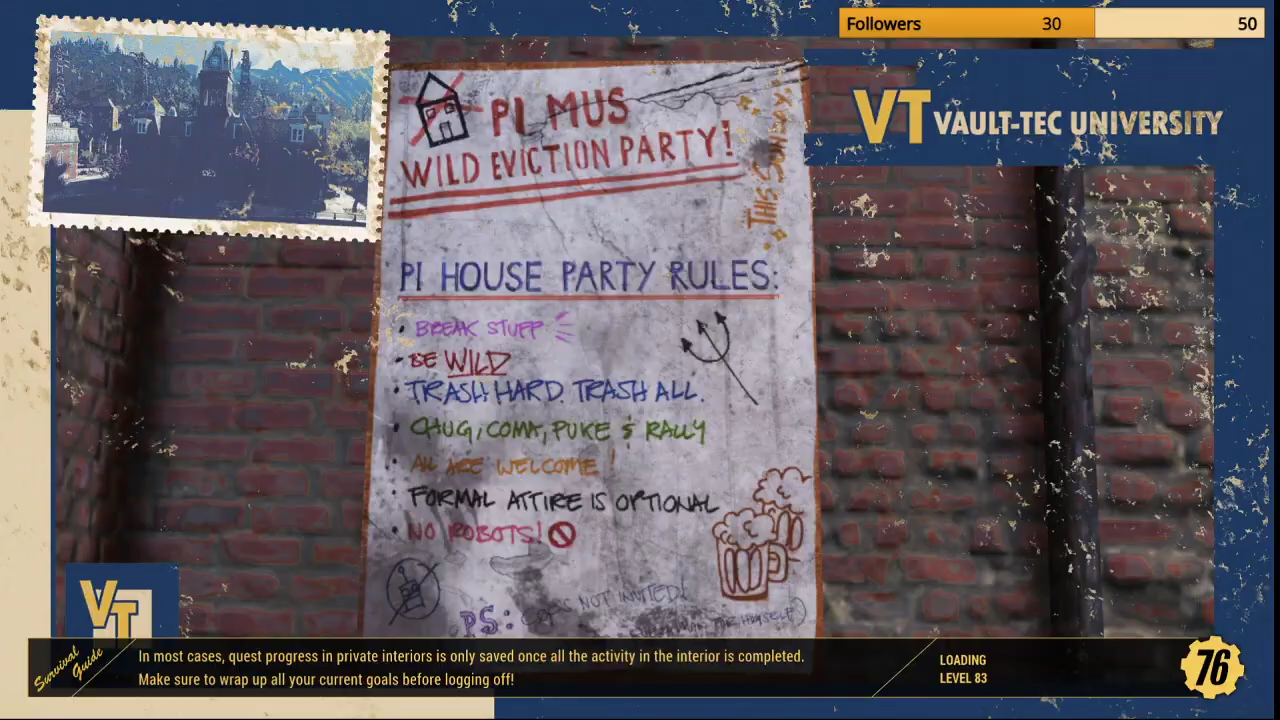 Followers 30 50
VT VAULT-TEC UNIVERSITY
PI MUS
WILD EVICTION PARTY!
THIS SUNDAY
PI HOUSE PARTY RULES:
• BREAK STUFF
• BE WILD
• TRASH HARD. TRASH ALL.
• CHUG, COMA, PUKE & RALLY
• ALL ARE WELCOME!
• FORMAL ATTIRE IS OPTIONAL
• NO ROBOTS!
PS: NOT INVITED!
FOR HIMSELF)
VT
Survival Guide
In most cases, quest progress in private interiors is only saved once all the activity in the interior is completed.
Make sure to wrap up all your current goals before logging off!
LOADING
LEVEL 83
76